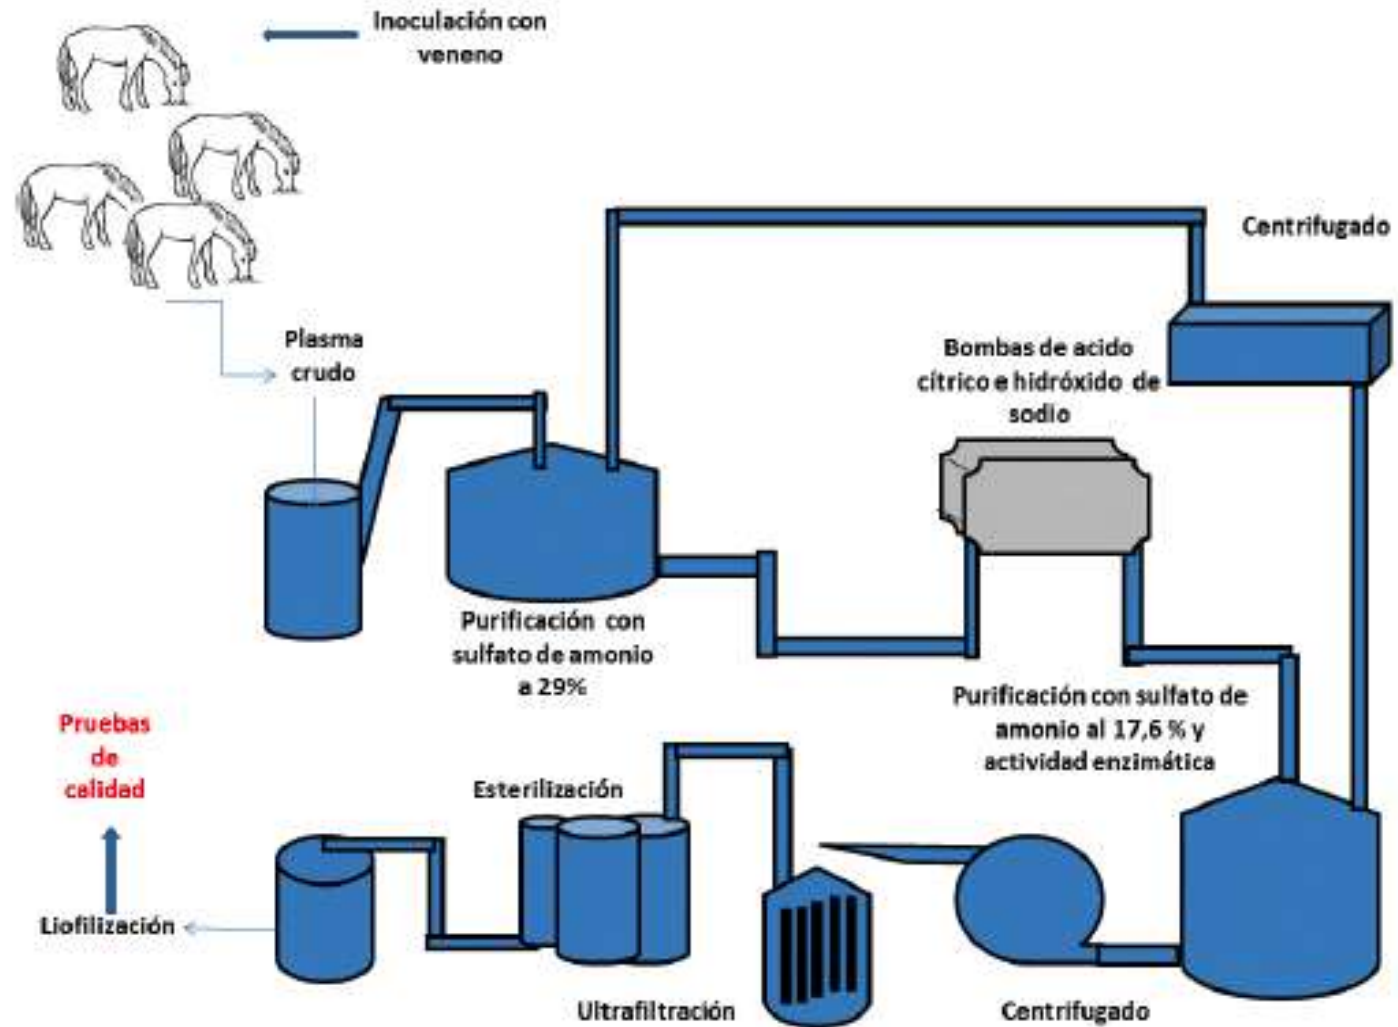 Inoculación con
veneno
Centrifugado
Plasma
crudo
Bombas de acido
cítrico e hidróxido de
sodio
Purificación con
sulfato de amonio
a 29%
Purificación con sulfato de
amonio al 17,6 % y
actividad enzimática
Pruebas
de
calidad
Esterilización
Liofilización
Ultrafiltración
Centrifugado